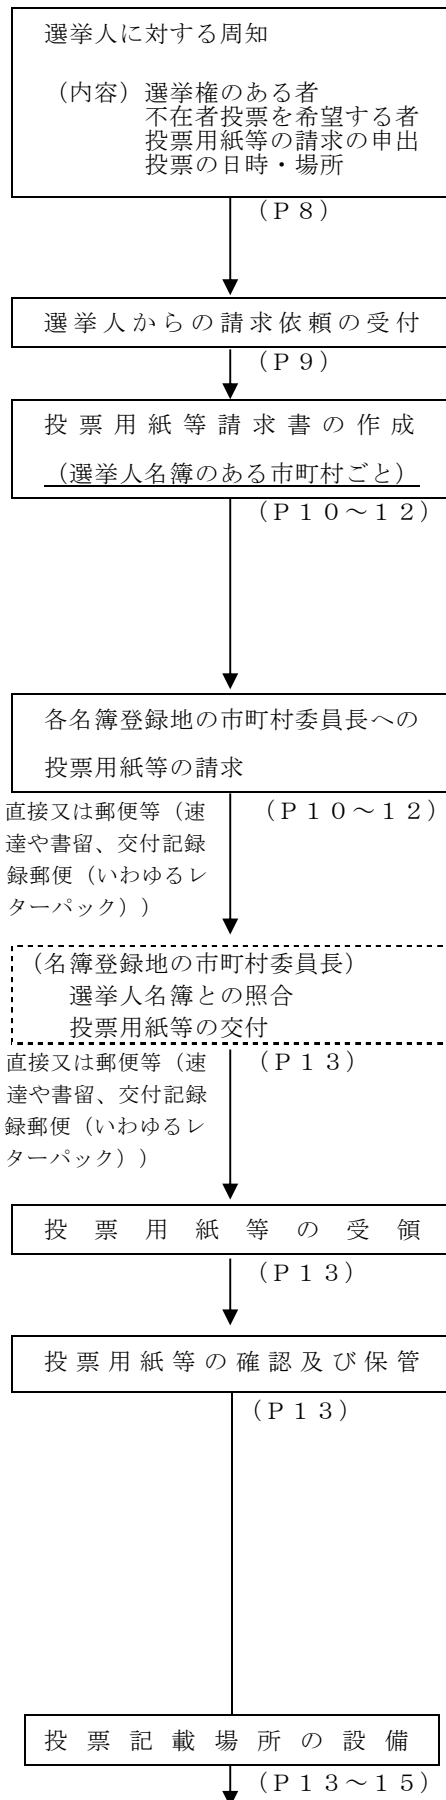 選挙人に対する周知
（内容）選挙権のある者
不在者投票を希望する者
投票用紙等の請求の申出
投票の日時・場所
（Ｐ８）
選挙人からの請求依頼の受付
（Ｐ９）
投票用紙等請求書の作成
（選挙人名簿のある市町村ごと）
（Ｐ１０～１２）
各名簿登録地の市町村委員長への
投票用紙等の請求
直接又は郵便等（速
達や書留、交付記録
録郵便（いわゆるレ
ターパック））
（Ｐ１０～１２）
（名簿登録地の市町村委員長）
選挙人名簿との照合
投票用紙等の交付
直接又は郵便等（速
達や書留、交付記録
録郵便（いわゆるレ
ターパック））
（Ｐ１３）
投票用紙等の受領
（Ｐ１３）
投票用紙等の確認及び保管
（Ｐ１３）
投票記載場所の設備
（Ｐ１３～１５）